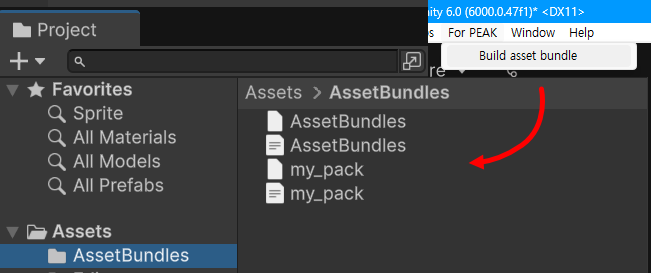 Project
nity 6.0 (6000.0.47f1)* <DX11>
For PEAK Window Help
Build asset bundle
Favorites
Sprite
All Materials
All Models
All Prefabs
Assets
AssetBundles
Assets > AssetBundles
AssetBundles
AssetBundles
my_pack
my_pack